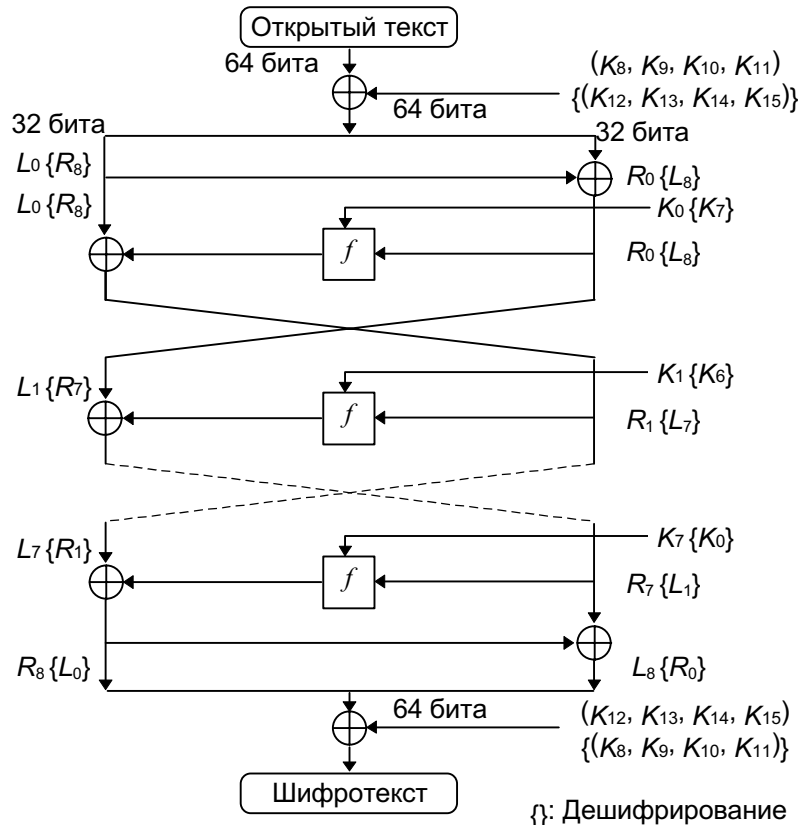 Открытый текст
64 бита
(K8, K9, K10, K11)
64 бита
{(K12, K13, K14, K15)}
32 бита
32 бита
L0 {R8}
R0 {L8}
L0 {R8}
K0 {K7}
f
R0 {L8}
K1 {K6}
L1 {R7}
f
R1 {L7}
K7 {K0}
L7 {R1}
f
R7 {L1}
R8 {L0}
L8 {R0}
64 бита
(K12, K13, K14, K15)
{(K8, K9, K10, K11)}
Шифротекст
{}: Дешифрирование